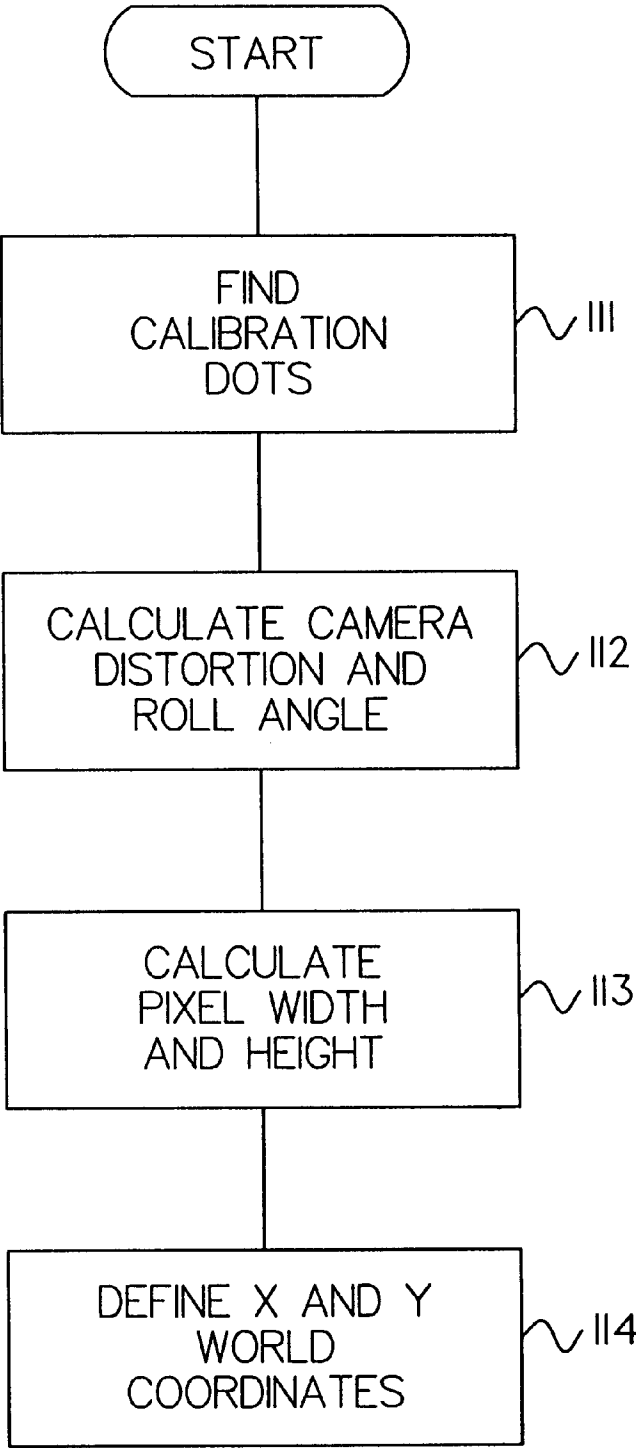 START
FIND
CALIBRATION
DOTS
111
CALCULATE CAMERA
DISTORTION AND
ROLL ANGLE
112
CALCULATE
PIXEL WIDTH
AND HEIGHT
113
DEFINE X AND Y
WORLD
COORDINATES
114